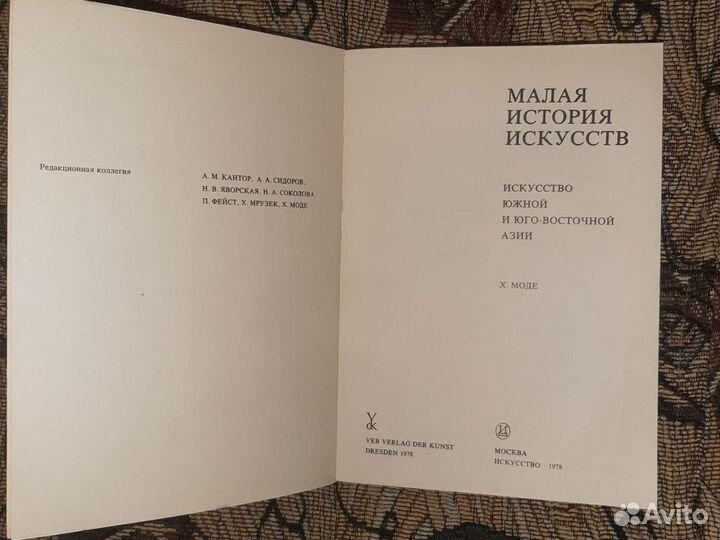 Редакционная коллегия
А. М. КАНТОР, А. А. СИДОРОВ,
Н. В. ЯВОРСКАЯ, Н. А. СОКОЛОВА,
П. ФЕЙСТ, Х. МРУЗЕК, Х. МОДЕ
МАЛАЯ
ИСТОРИЯ
ИСКУССТВ
ИСКУССТВО
ЮЖНОЙ
И ЮГО-ВОСТОЧНОЙ
АЗИИ
Х. МОДЕ
VEB VERLAG DER KUNST
DRESDEN 1978
МОСКВА
ИСКУССТВО · 1978
Avito